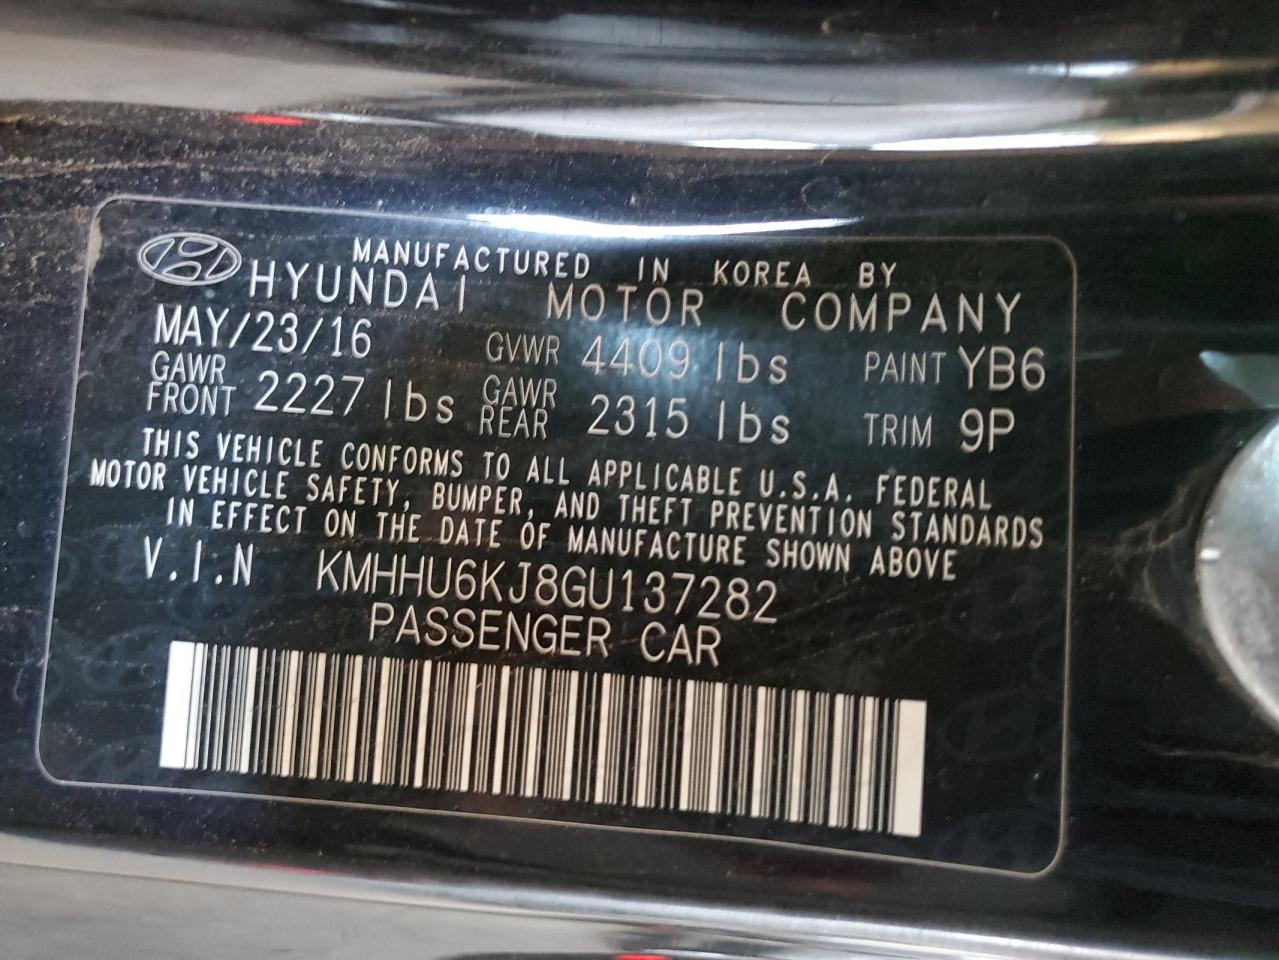 MANUFACTURED IN KOREA BY
HYUNDAI MOTOR COMPANY
MAY/23/16 GVWR 4409 lbs PAINT YB6
GAWR FRONT 2227 lbs GAWR REAR 2315 lbs TRIM 9P
THIS VEHICLE CONFORMS TO ALL APPLICABLE U.S.A. FEDERAL
MOTOR VEHICLE SAFETY, BUMPER, AND THEFT PREVENTION STANDARDS
IN EFFECT ON THE DATE OF MANUFACTURE SHOWN ABOVE
V.I.N KMHHU6KJ8GU137282
PASSENGER CAR